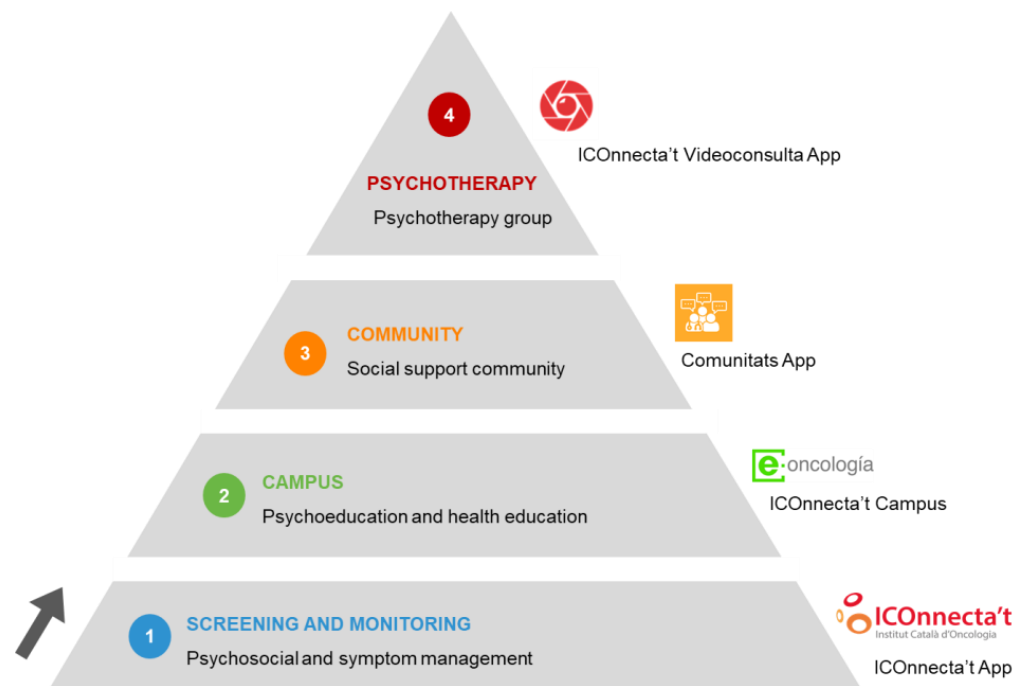 4
PSYCHOTHERAPY
Psychotherapy group
ICOnnecta't Videoconsulta App
3
COMMUNITY
Social support community
Comunitats App
2
CAMPUS
Psychoeducation and health education
e·oncología
ICOnnecta't Campus
1
SCREENING AND MONITORING
Psychosocial and symptom management
ICOnnecta't
Institut Català d'Oncologia
ICOnnecta't App